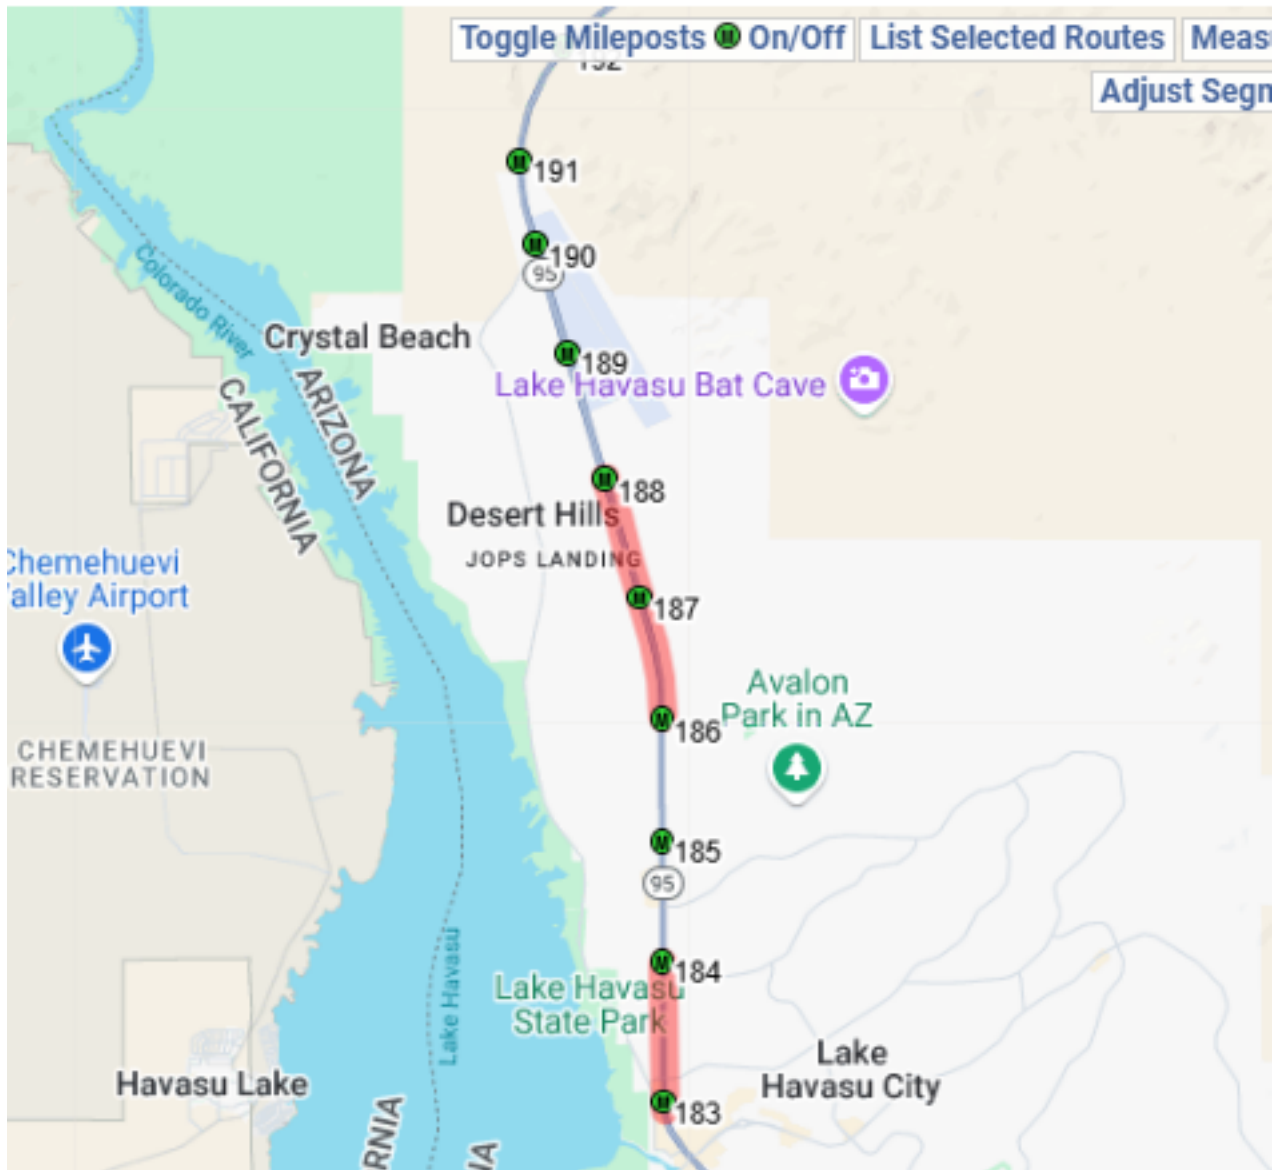 Toggle Mileposts On/Off
List Selected Routes
192
191
190
95
Crystal Beach
189
Lake Havasu Bat Cave
Colorado River
ARIZONA
CALIFORNIA
188
Desert Hills
JOPS LANDING
187
Chemehuevi
Valley Airport
Avalon
Park in AZ
186
CHEMEHUEVI
RESERVATION
185
95
184
Lake Havasu
Lake Havasu
State Park
Lake
Havasu City
Havasu Lake
183
Adjust